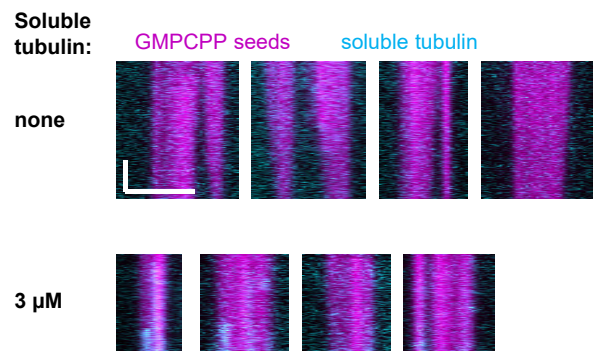 Soluble
tubulin:
GMPCPP seeds
soluble tubulin
none
3 µM